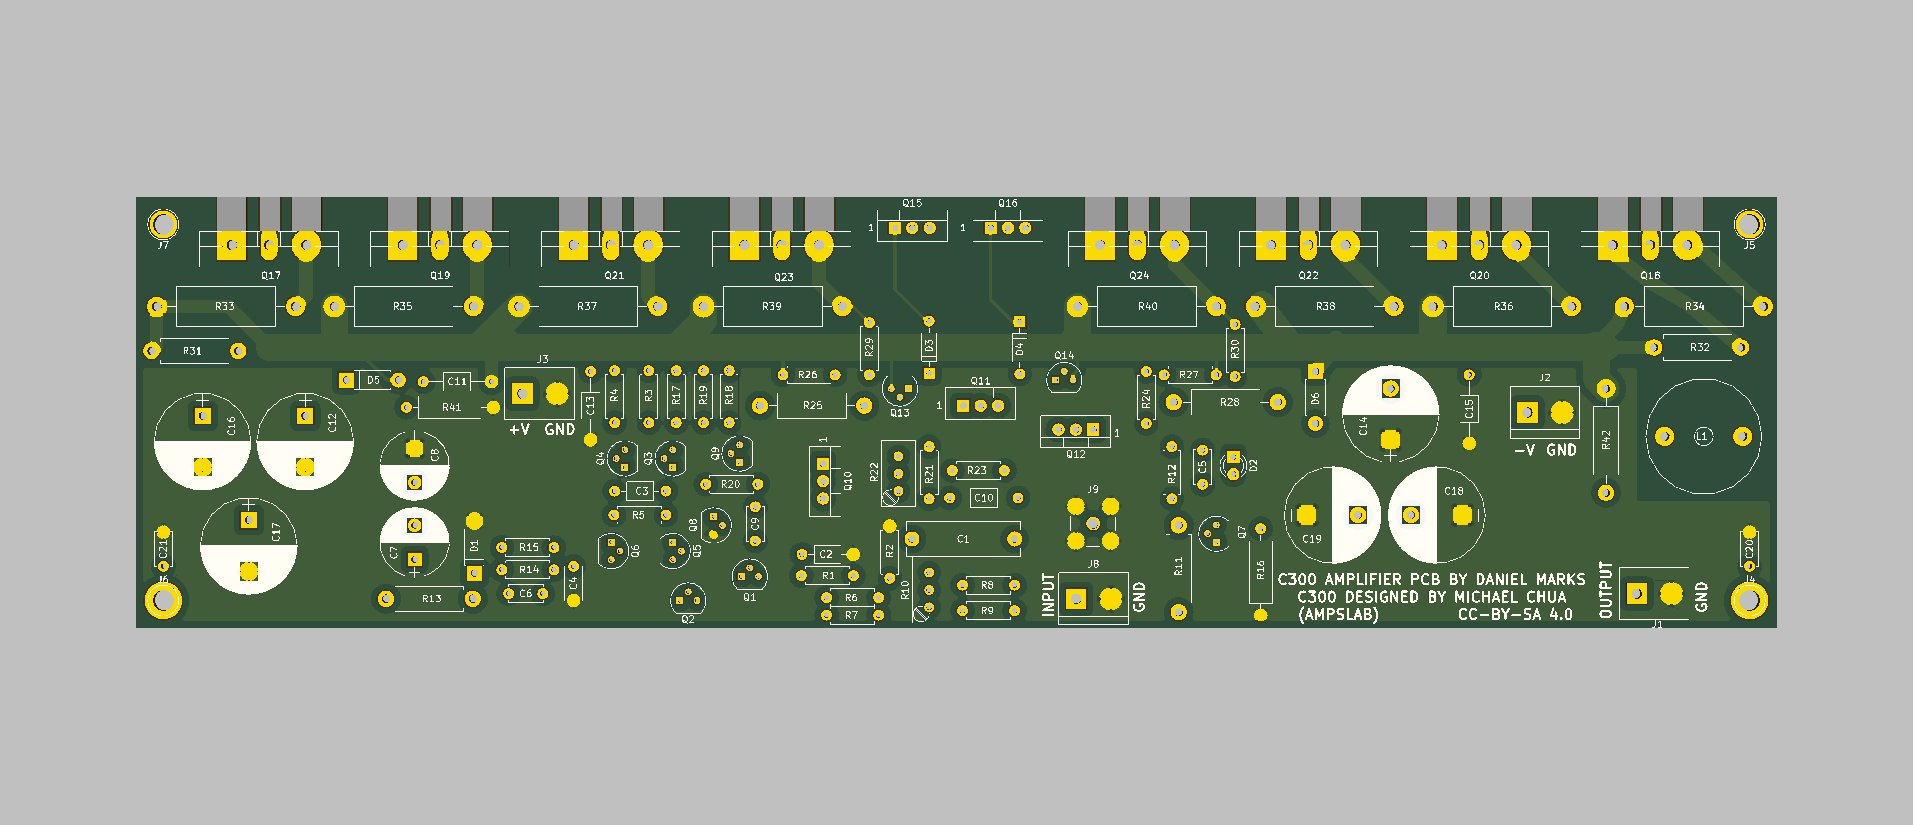 Q15 Q16
1 1
J7 J5
Q17 Q19 Q21 Q23 Q24 Q22 Q20 Q18
R33 R35 R37 R39 R40 R38 R36 R34
R31 R29 D3 D4 R30 R32
J3 Q14
D5 C11 R26 Q11 R27 J2
R41 C13 R4 R3 R17 R19 R18 R25 Q13 1 R24 R28 D6 C15
C16 C12 +V GND C14
1 Q12 1 R42 L1
C8 Q4 Q3 Q9 -V GND
R20 Q10 R22 R21 R23 R12 C5 D2
C3 C10 J9 C18
R5 Q8 C9
C17 C19
C21 C7 D1 R15 Q6 Q5 R2 C1 Q7 C20
C2
J6 R14 C4 R1 J8 R11 R16 J4
R13 C6 Q1 R6 R10 R8
Q2 R7 R9
INPUT GND
C300 AMPLIFIER PCB BY DANIEL MARKS
C300 DESIGNED BY MICHAEL CHUA
(AMPSLAB) CC-BY-SA 4.0
OUTPUT GND
J1